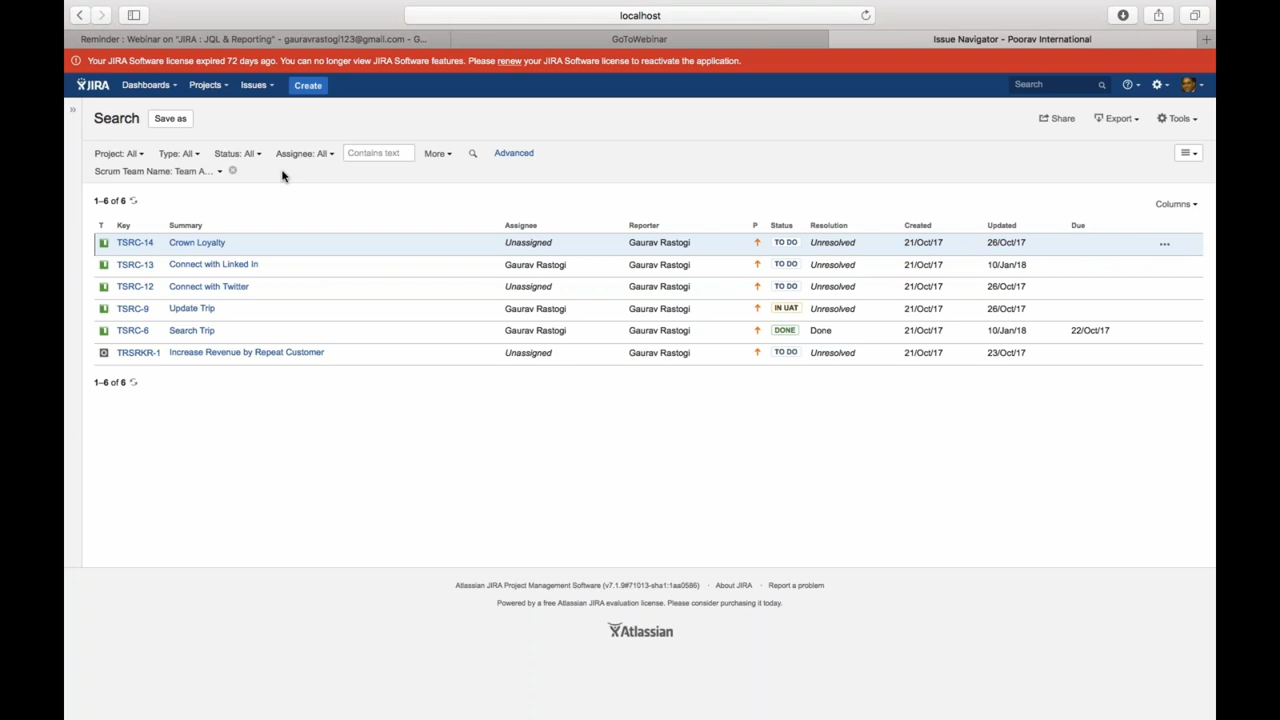 localhost
Reminder : Webinar on "JIRA : JQL & Reporting" - gauravrastogi123@gmail.com - G... GoToWebinar Issue Navigator - Poorav International
Your JIRA Software license expired 72 days ago. You can no longer view JIRA Software features. Please renew your JIRA Software license to reactivate the application.
JIRA Dashboards Projects Issues Create Search
Search Save as Share Export Tools
Project: All Type: All Status: All Assignee: All Contains text More Advanced
Scrum Team Name: Team A...
1–6 of 6
Columns
T Key Summary Assignee Reporter P Status Resolution Created Updated Due
TSRC-14 Crown Loyalty Unassigned Gaurav Rastogi TO DO Unresolved 21/Oct/17 26/Oct/17
TSRC-13 Connect with Linked In Gaurav Rastogi Gaurav Rastogi TO DO Unresolved 21/Oct/17 10/Jan/18
TSRC-12 Connect with Twitter Unassigned Gaurav Rastogi TO DO Unresolved 21/Oct/17 26/Oct/17
TSRC-9 Update Trip Gaurav Rastogi Gaurav Rastogi IN UAT Unresolved 21/Oct/17 26/Oct/17
TSRC-6 Search Trip Gaurav Rastogi Gaurav Rastogi DONE Done 21/Oct/17 10/Jan/18 22/Oct/17
TRSRKR-1 Increase Revenue by Repeat Customer Unassigned Gaurav Rastogi TO DO Unresolved 21/Oct/17 23/Oct/17
1–6 of 6
Atlassian JIRA Project Management Software (v7.1.9#71013-sha1:1aa0586) · About JIRA · Report a problem
Powered by a free Atlassian JIRA evaluation license. Please consider purchasing it today.
Atlassian